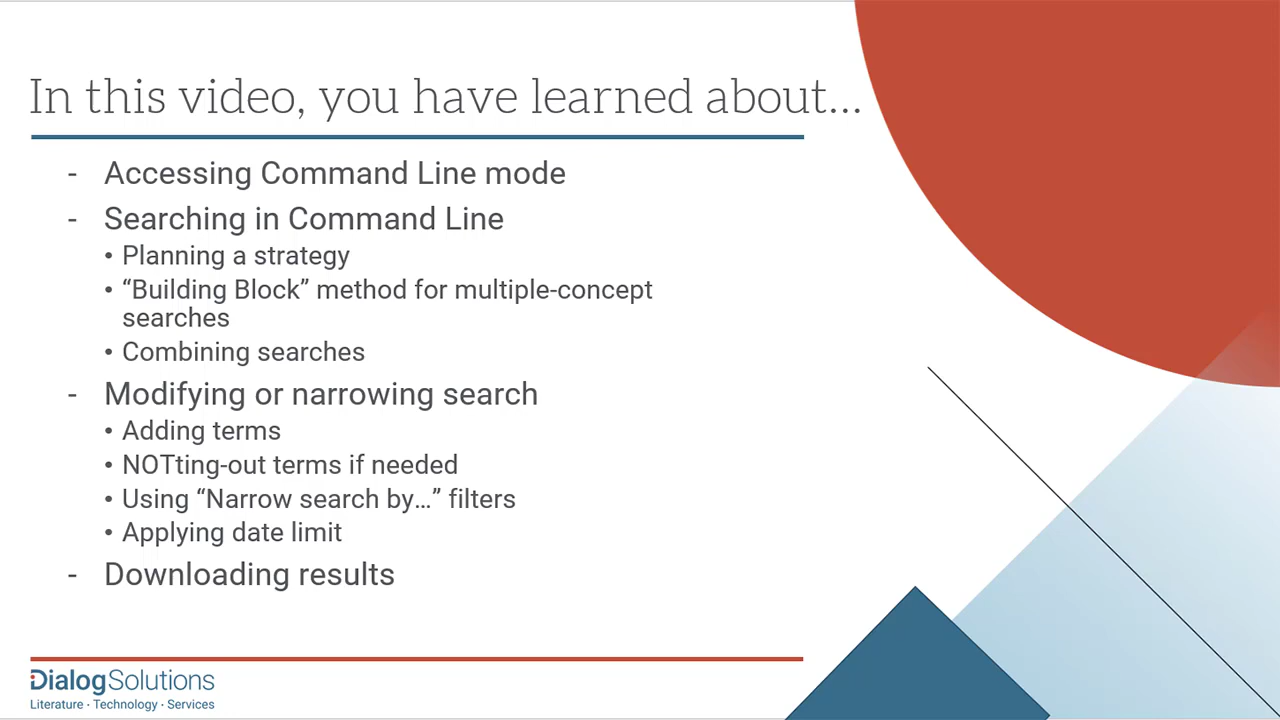 In this video, you have learned about...
- Accessing Command Line mode
- Searching in Command Line
• Planning a strategy
• “Building Block” method for multiple-concept
searches
• Combining searches
- Modifying or narrowing search
• Adding terms
• NOTting-out terms if needed
• Using “Narrow search by…” filters
• Applying date limit
- Downloading results
DialogSolutions
Literature · Technology · Services